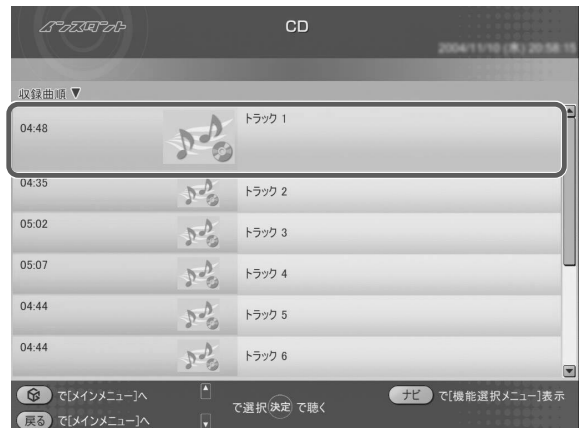 インスタント
CD
2004/11/10 (水) 20:58:15
収録曲順 ▼
04:48 トラック 1
04:35 トラック 2
05:02 トラック 3
05:07 トラック 4
04:44 トラック 5
04:44 トラック 6
で[メインメニュー]へ
で選択 決定 で聴く
ナビ で[機能選択メニュー]表示
戻る で[メインメニュー]へ